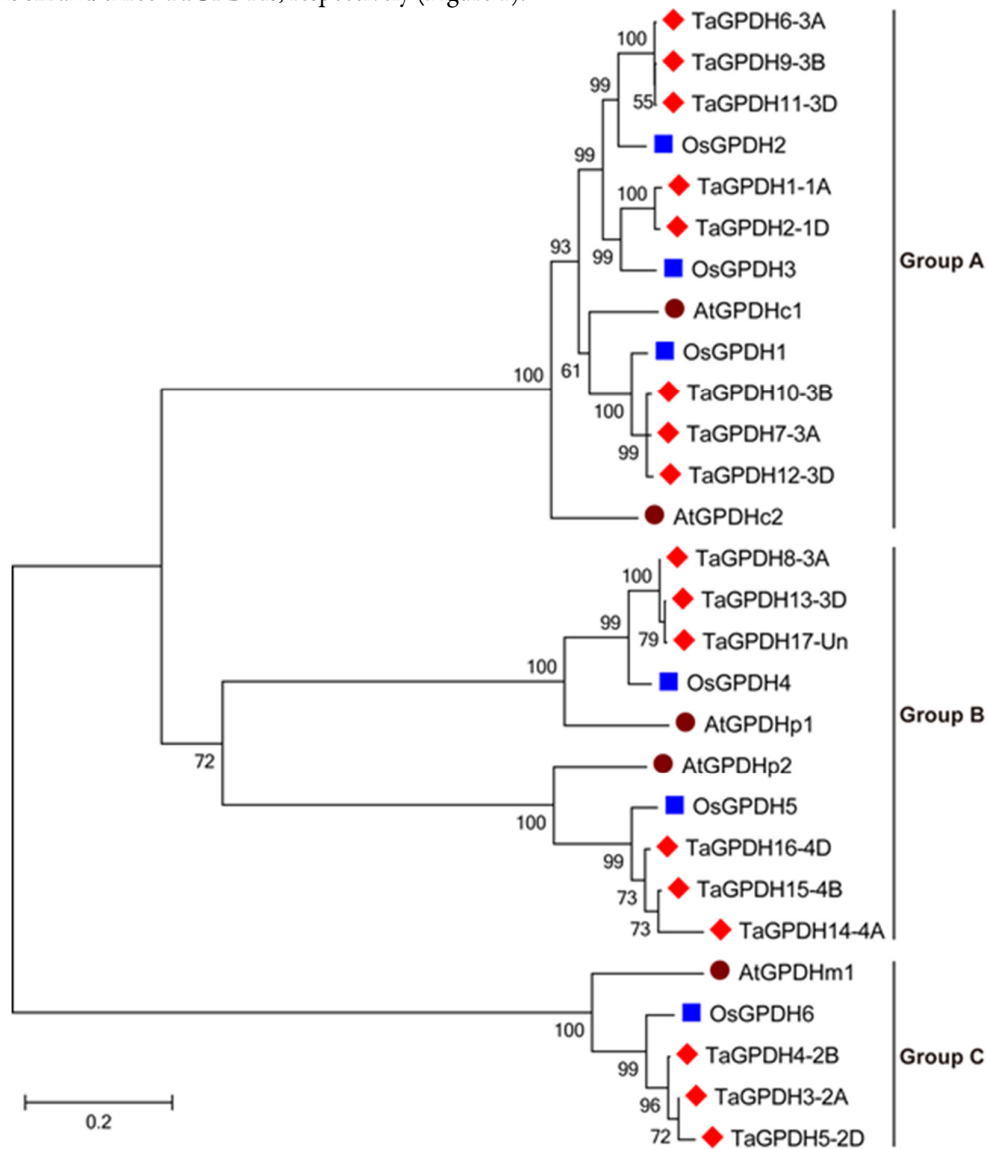 100
TaGPDH6-3A
TaGPDH9-3B
99
55
TaGPDH11-3D
OsGPDH2
99
TaGPDH1-1A
100
TaGPDH2-1D
93
99
OsGPDH3
Group A
AtGPDHc1
OsGPDH1
100
61
TaGPDH10-3B
100
TaGPDH7-3A
99
TaGPDH12-3D
AtGPDHc2
TaGPDH8-3A
100
TaGPDH13-3D
99
79
TaGPDH17-Un
100
OsGPDH4
Group B
AtGPDHp1
72
AtGPDHp2
OsGPDH5
100
TaGPDH16-4D
99
TaGPDH15-4B
73
73
TaGPDH14-4A
AtGPDHm1
OsGPDH6
100
TaGPDH4-2B
Group C
99
TaGPDH3-2A
96
0.2
72
TaGPDH5-2D